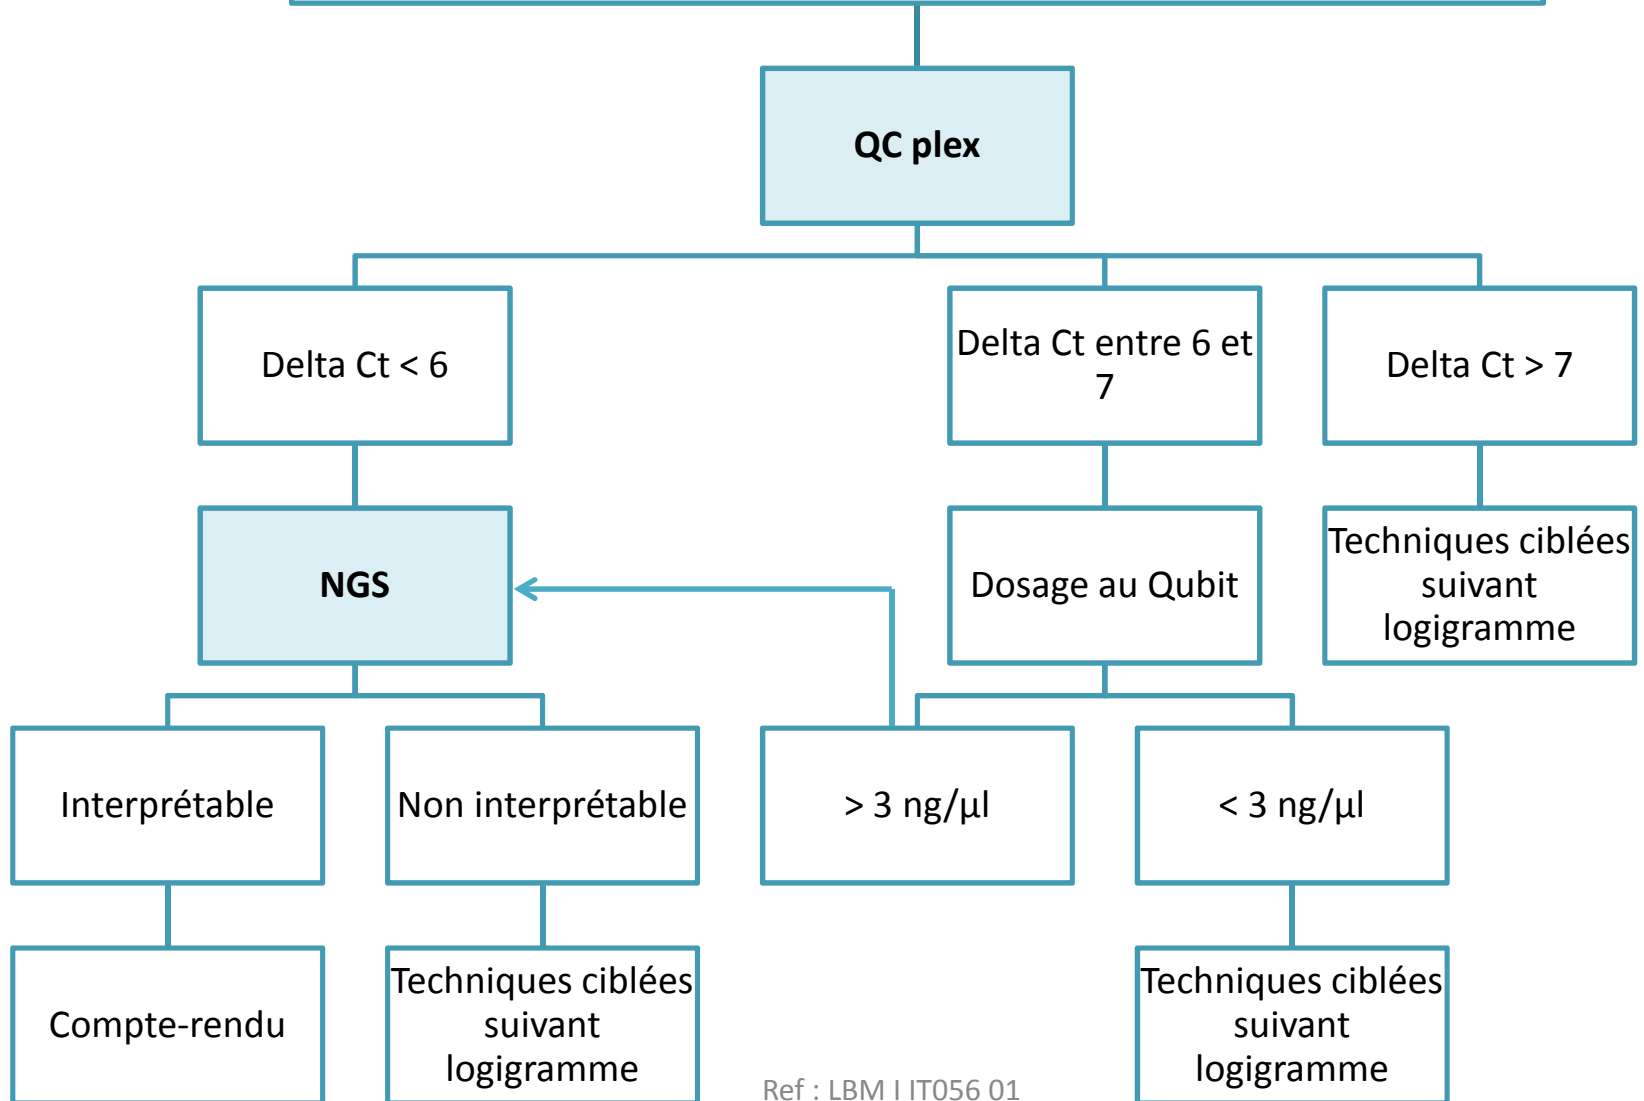 QC plex
Delta Ct < 6
Delta Ct entre 6 et
7
Delta Ct > 7
NGS
Dosage au Qubit
Techniques ciblées
suivant
logigramme
Interprétable
Non interprétable
> 3 ng/µl
< 3 ng/µl
Compte-rendu
Techniques ciblées
suivant
logigramme
Techniques ciblées
suivant
logigramme
Ref : LBM I IT056 01